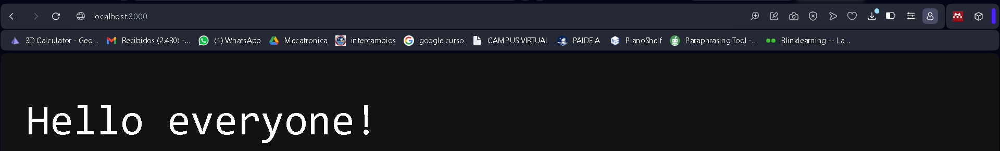 localhost:3000
3D Calculator - Geo... Recibidos (2.430) -... (1) WhatsApp Mecatronica intercambios google curso CAMPUS VIRTUAL PAIDEIA PianoShelf Paraphrasing Tool -... Blinklearning -- La...
Hello everyone!